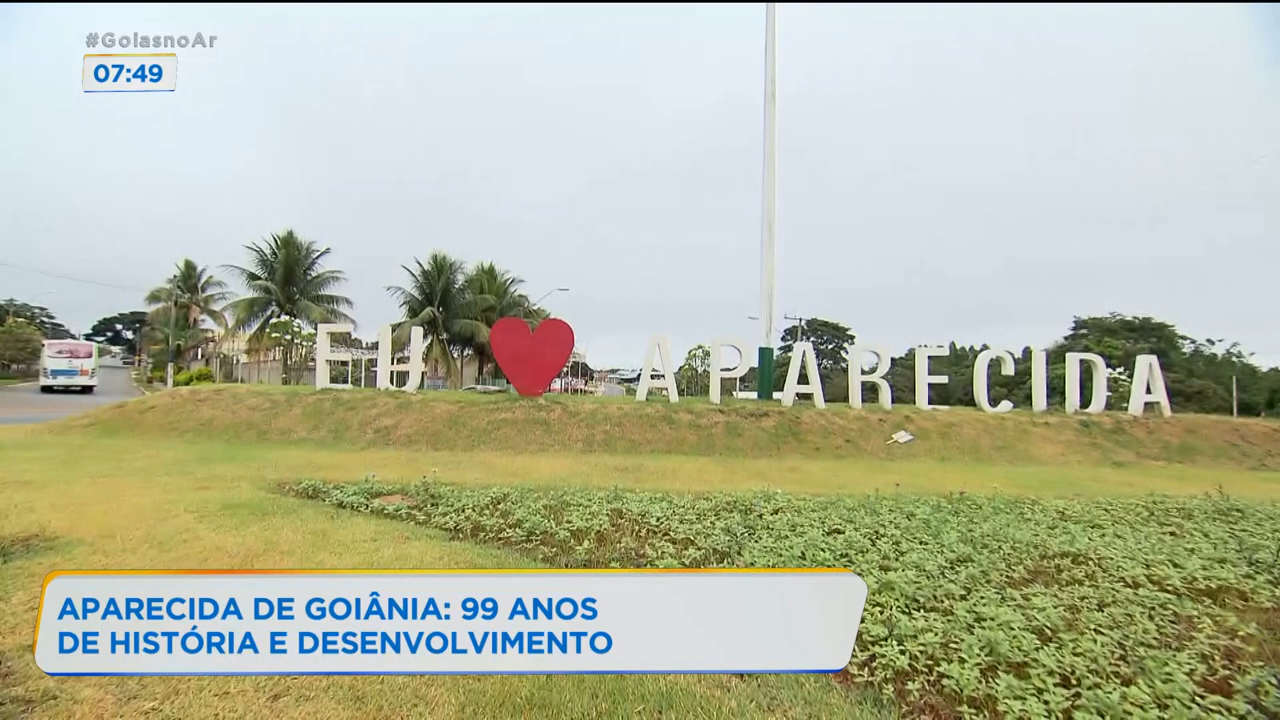 #GoIasnoAr
07:49
EU APARECIDA
APARECIDA DE GOIÂNIA: 99 ANOS
DE HISTÓRIA E DESENVOLVIMENTO